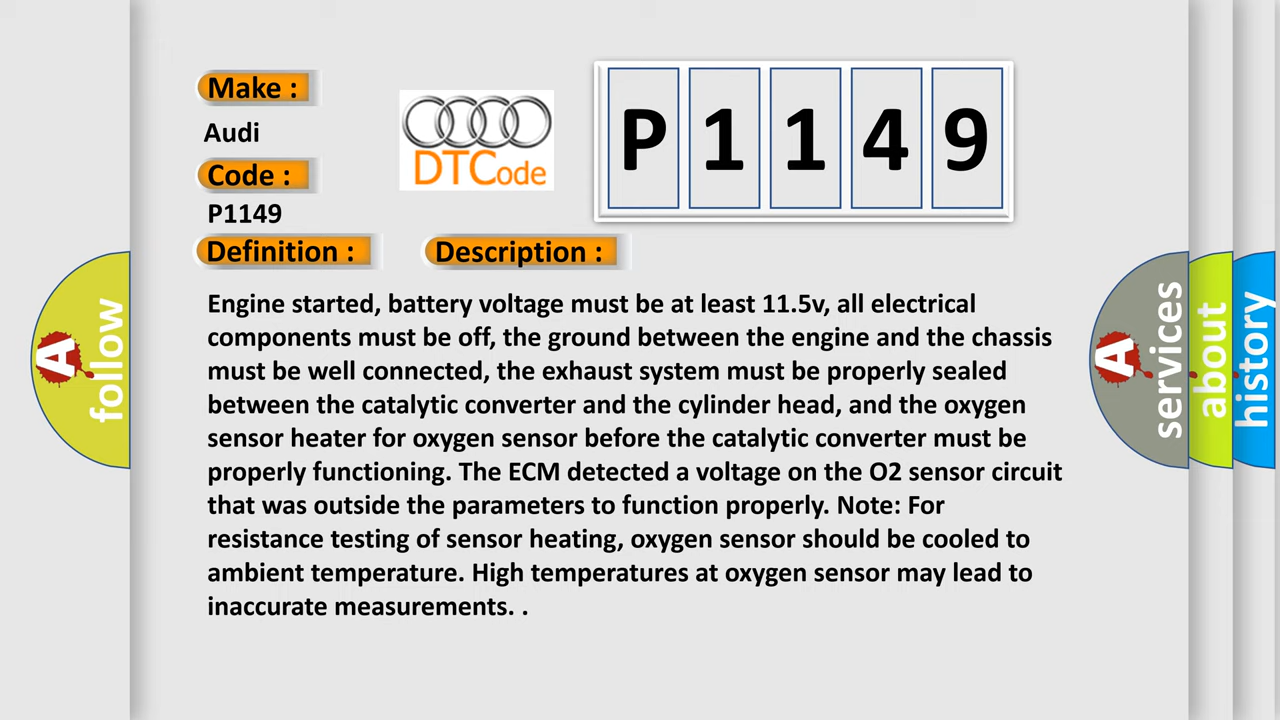 Make :
Audi
Code :
P1149
Definition :
Description :
DTCode
P1149
Engine started, battery voltage must be at least 11.5v, all electrical
components must be off, the ground between the engine and the chassis
must be well connected, the exhaust system must be properly sealed
between the catalytic converter and the cylinder head, and the oxygen
sensor heater for oxygen sensor before the catalytic converter must be
properly functioning. The ECM detected a voltage on the O2 sensor circuit
that was outside the parameters to function properly. Note: For
resistance testing of sensor heating, oxygen sensor should be cooled to
ambient temperature. High temperatures at oxygen sensor may lead to
inaccurate measurements. .
A follow
A services
about
history